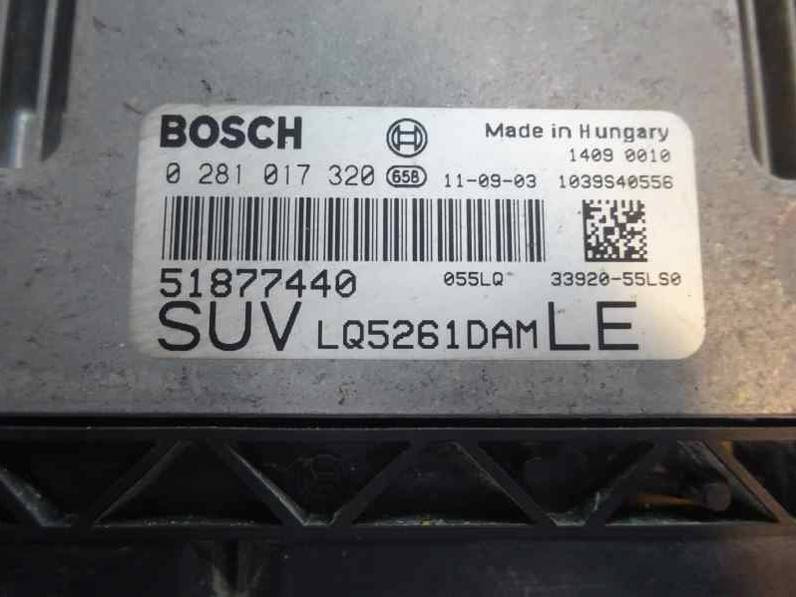 BOSCH Made in Hungary
1409 0010
0 281 017 320 65B 11-09-03 1039S40556
51877440 055LQ 33920-55LS0
SUV LQ5261DAM LE